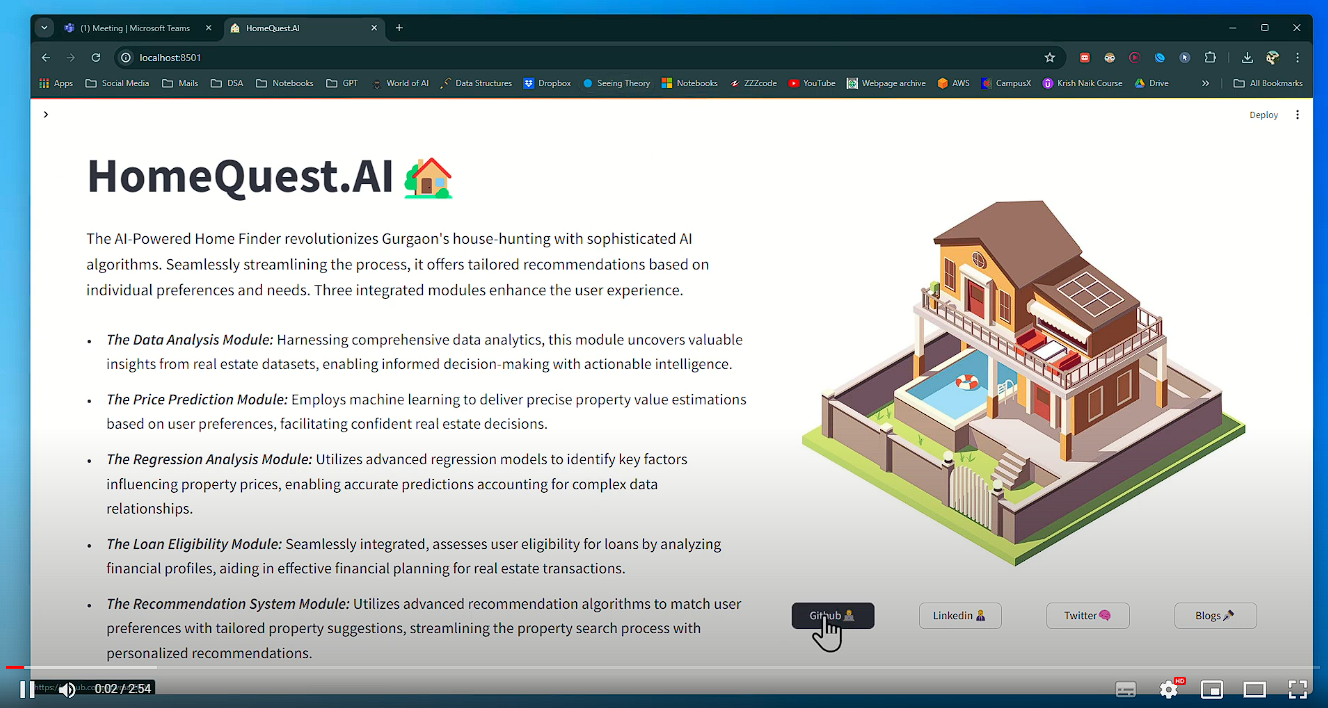 (1) Meeting | Microsoft Teams
HomeQuest.AI
localhost:8501
Apps Social Media Mails DSA Notebooks GPT World of AI Data Structures Dropbox Seeing Theory Notebooks ZZZcode YouTube Webpage archive AWS CampusX Krish Naik Course Drive » All Bookmarks
Deploy
HomeQuest.AI
The AI-Powered Home Finder revolutionizes Gurgaon's house-hunting with sophisticated AI
algorithms. Seamlessly streamlining the process, it offers tailored recommendations based on
individual preferences and needs. Three integrated modules enhance the user experience.
• The Data Analysis Module: Harnessing comprehensive data analytics, this module uncovers valuable
insights from real estate datasets, enabling informed decision-making with actionable intelligence.
• The Price Prediction Module: Employs machine learning to deliver precise property value estimations
based on user preferences, facilitating confident real estate decisions.
• The Regression Analysis Module: Utilizes advanced regression models to identify key factors
influencing property prices, enabling accurate predictions accounting for complex data
relationships.
• The Loan Eligibility Module: Seamlessly integrated, assesses user eligibility for loans by analyzing
financial profiles, aiding in effective financial planning for real estate transactions.
• The Recommendation System Module: Utilizes advanced recommendation algorithms to match user
preferences with tailored property suggestions, streamlining the property search process with
personalized recommendations.
Github Linkedin Twitter Blogs
0:02 / 2:54
HD